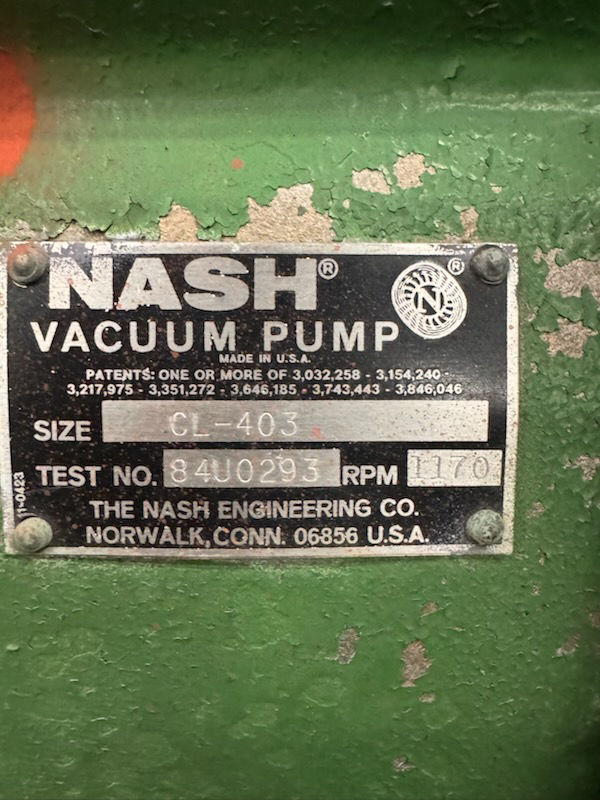 NASH®
N ®
VACUUM PUMP
MADE IN U.S.A.
PATENTS: ONE OR MORE OF 3,032,258 - 3,154,240 -
3,217,975 - 3,351,272 - 3,646,185 - 3,743,443 - 3,846,046
SIZE CL-403
TEST NO. 84U0293 RPM 1170
THE NASH ENGINEERING CO.
NORWALK, CONN. 06856 U.S.A.